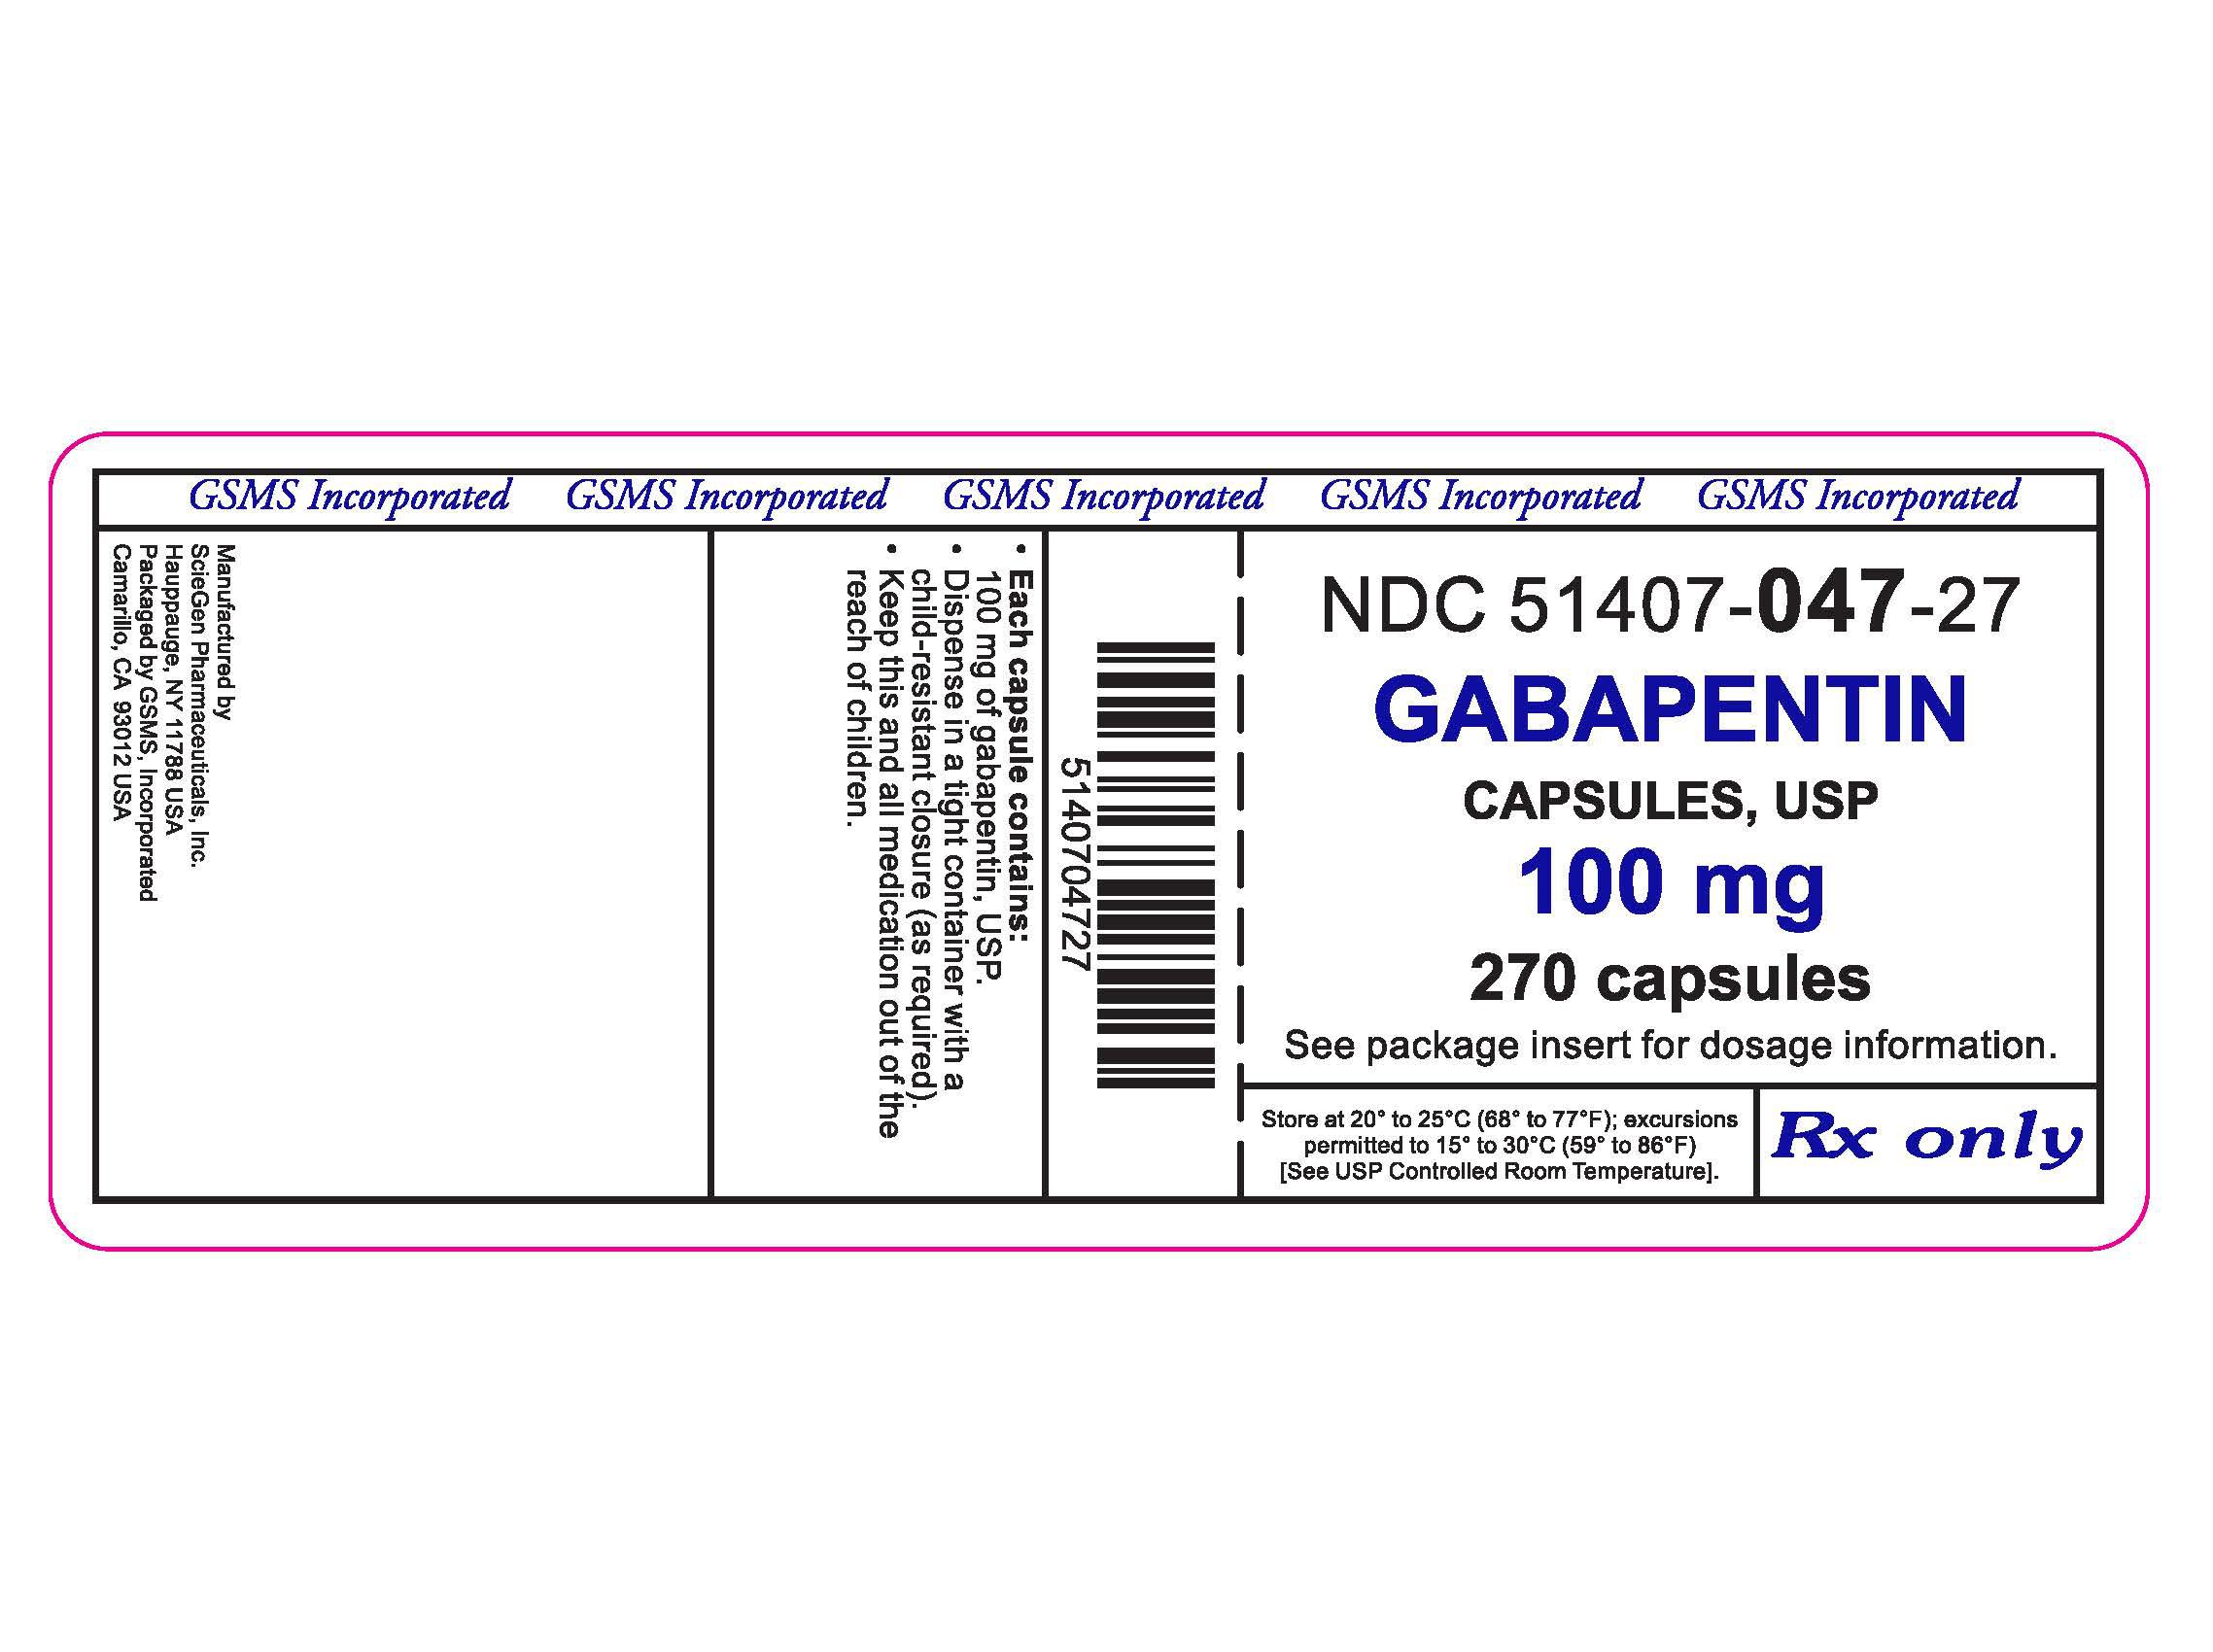 GSMS Incorporated GSMS Incorporated GSMS Incorporated GSMS Incorporated GSMS Incorporated
Manufactured by
ScieGen Pharmaceuticals, Inc.
Hauppauge, NY 11788 USA
Packaged by GSMS, Incorporated
Camarillo, CA 93012 USA
• Each capsule contains:
100 mg of gabapentin, USP.
• Dispense in a tight container with a
child-resistant closure (as required).
• Keep this and all medication out of the
reach of children.
5140704727
NDC 51407-047-27
GABAPENTIN
CAPSULES, USP
100 mg
270 capsules
See package insert for dosage information.
Store at 20° to 25°C (68° to 77°F); excursions
permitted to 15° to 30°C (59° to 86°F)
[See USP Controlled Room Temperature].
Rx only